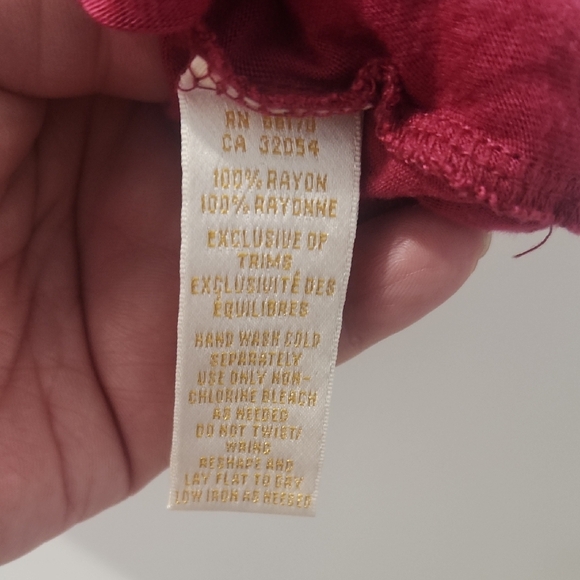 RN
CA 32054
100% RAYON
100% RAYONNE
EXCLUSIVE OF
TRIMS
EXCLUSIVITÉ DES
ÉQUILIBRES
HAND WASH COLD
SEPARATELY
USE ONLY NON-
CHLORINE BLEACH
AS NEEDED
DO NOT TWIST/
WRING
RESHAPE AND
LAY FLAT TO DRY
LOW IRON AS NEEDED